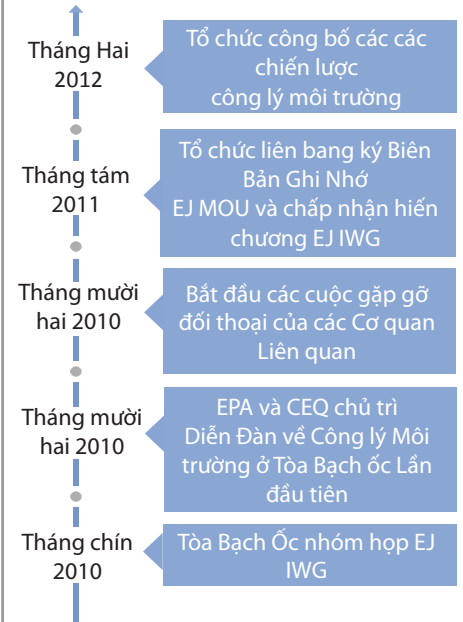 Tháng Hai
2012
Tổ chức công bố các các
chiến lược
công lý môi trường
Tháng tám
2011
Tổ chức liên bang ký Biên
Bản Ghi Nhớ
EJ MOU và chấp nhận hiến
chương EJ IWG
Tháng mười
hai 2010
Bắt đầu các cuộc gặp gỡ
đối thoại của các Cơ quan
Liên quan
Tháng mười
hai 2010
EPA và CEQ chủ trì
Diễn Đàn về Công lý Môi
trường ở Tòa Bạch ốc Lần
đầu tiên
Tháng chín
2010
Tòa Bạch Ốc nhóm họp EJ
IWG